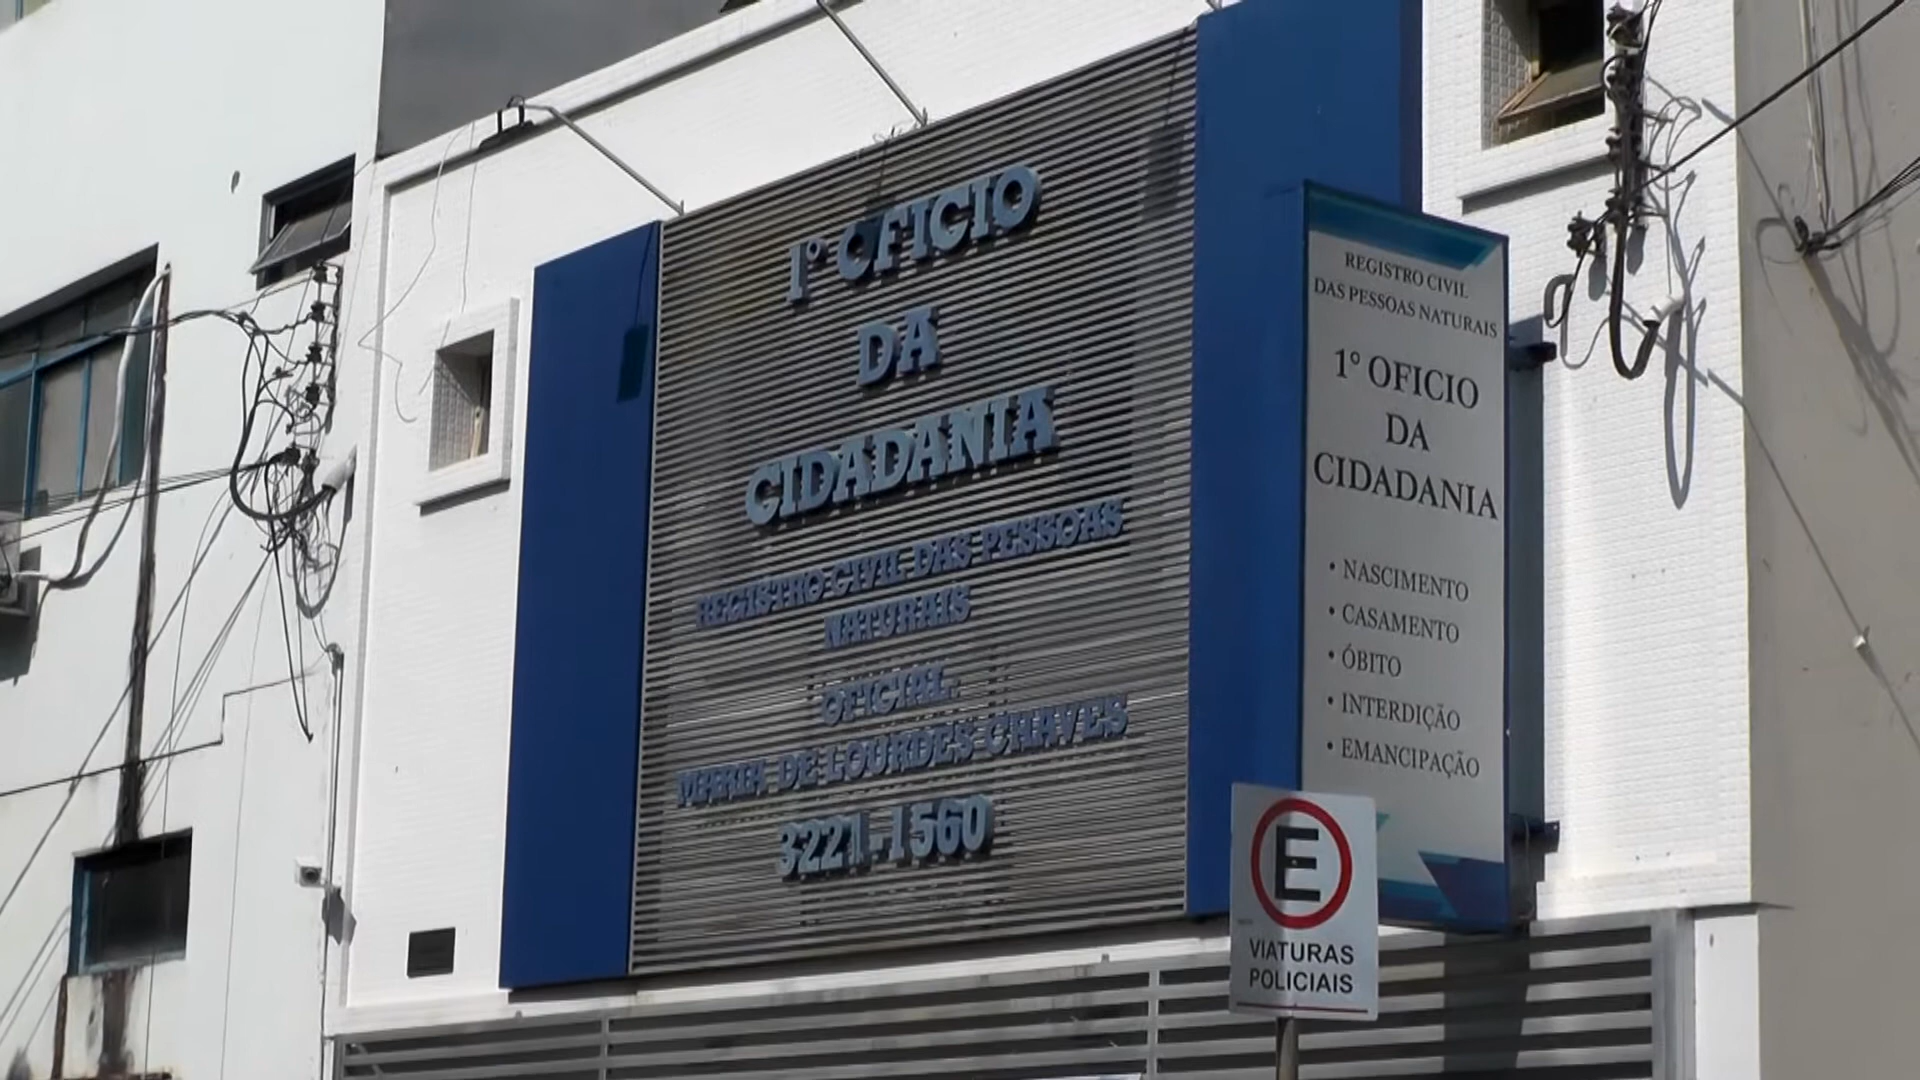 1º OFICIO
DA
CIDADANIA
REGISTRO CIVIL DAS PESSOAS
NATURAIS
OFICIAL:
MARIA DE LOURDES CHAVES
3221-1560
REGISTRO CIVIL
DAS PESSOAS NATURAIS
1º OFICIO
DA
CIDADANIA
• NASCIMENTO
• CASAMENTO
• ÓBITO
• INTERDIÇÃO
• EMANCIPAÇÃO
E
VIATURAS
POLICIAIS